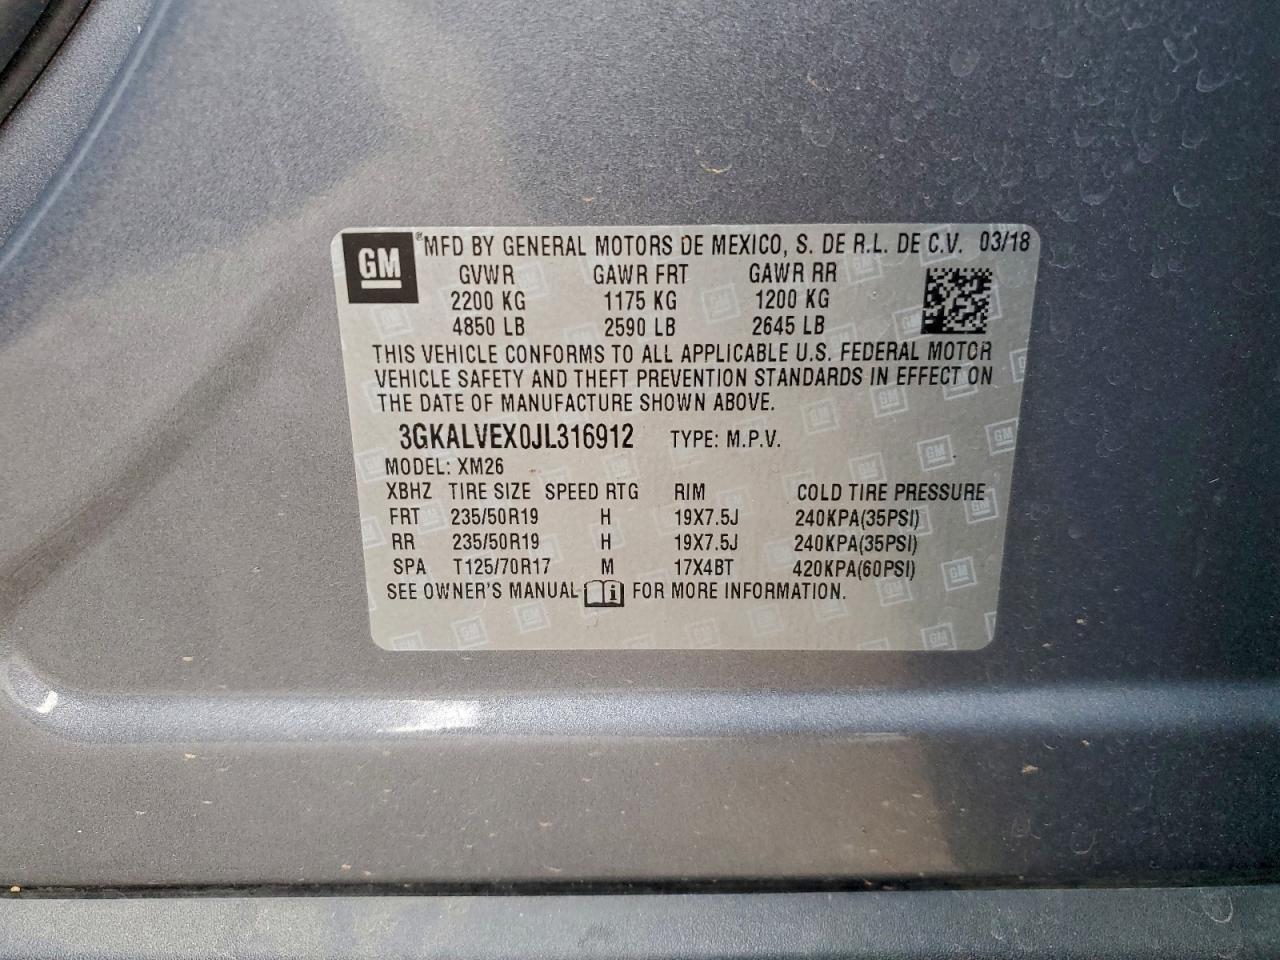 GM ® MFD BY GENERAL MOTORS DE MEXICO, S. DE R.L. DE C.V. 03/18
GVWR GAWR FRT GAWR RR
2200 KG 1175 KG 1200 KG
4850 LB 2590 LB 2645 LB
THIS VEHICLE CONFORMS TO ALL APPLICABLE U.S. FEDERAL MOTOR
VEHICLE SAFETY AND THEFT PREVENTION STANDARDS IN EFFECT ON
THE DATE OF MANUFACTURE SHOWN ABOVE.
3GKALVEX0JL316912 TYPE: M.P.V.
MODEL: XM26
XBHZ TIRE SIZE SPEED RTG RIM COLD TIRE PRESSURE
FRT 235/50R19 H 19X7.5J 240KPA(35PSI)
RR 235/50R19 H 19X7.5J 240KPA(35PSI)
SPA T125/70R17 M 17X4BT 420KPA(60PSI)
SEE OWNER'S MANUAL i FOR MORE INFORMATION.